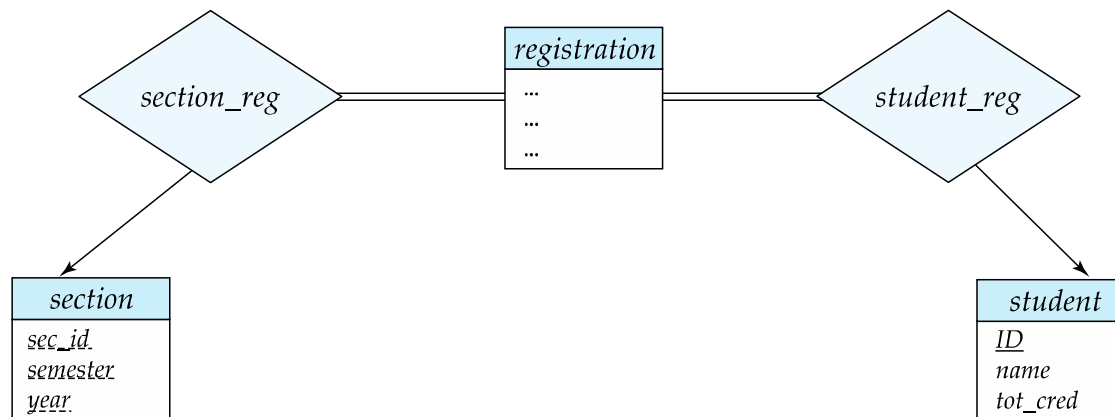 registration
section_reg
...
student_reg
...
...
section
student
sec_id
ID
semester
name
year
tot_cred